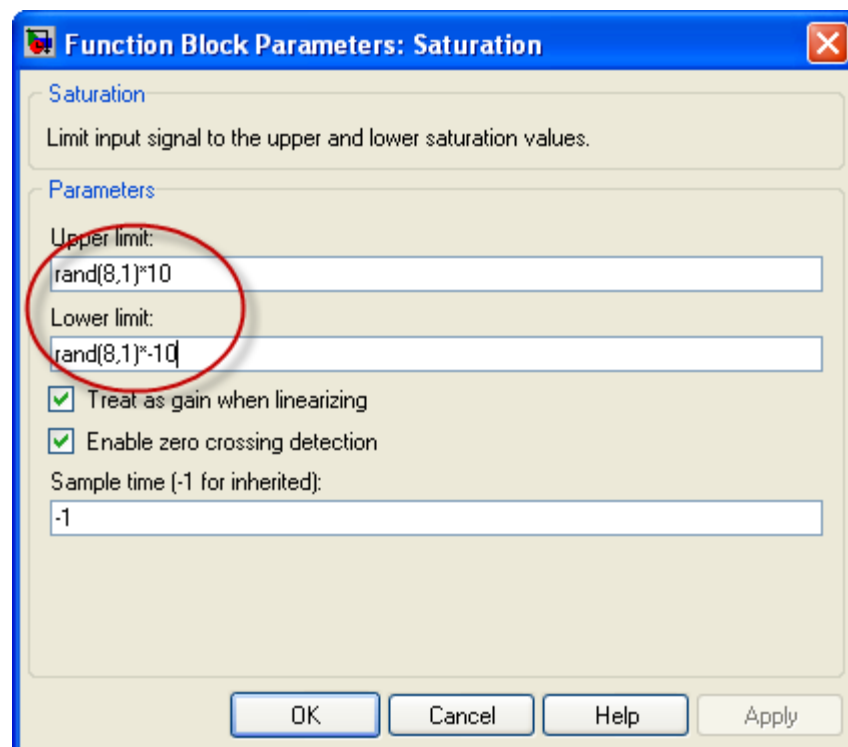 Function Block Parameters: Saturation
Saturation
Limit input signal to the upper and lower saturation values.
Parameters
Upper limit:
rand(8,1)*10
Lower limit:
rand(8,1)*-10
Treat as gain when linearizing
Enable zero crossing detection
Sample time (-1 for inherited):
-1
OK Cancel Help Apply